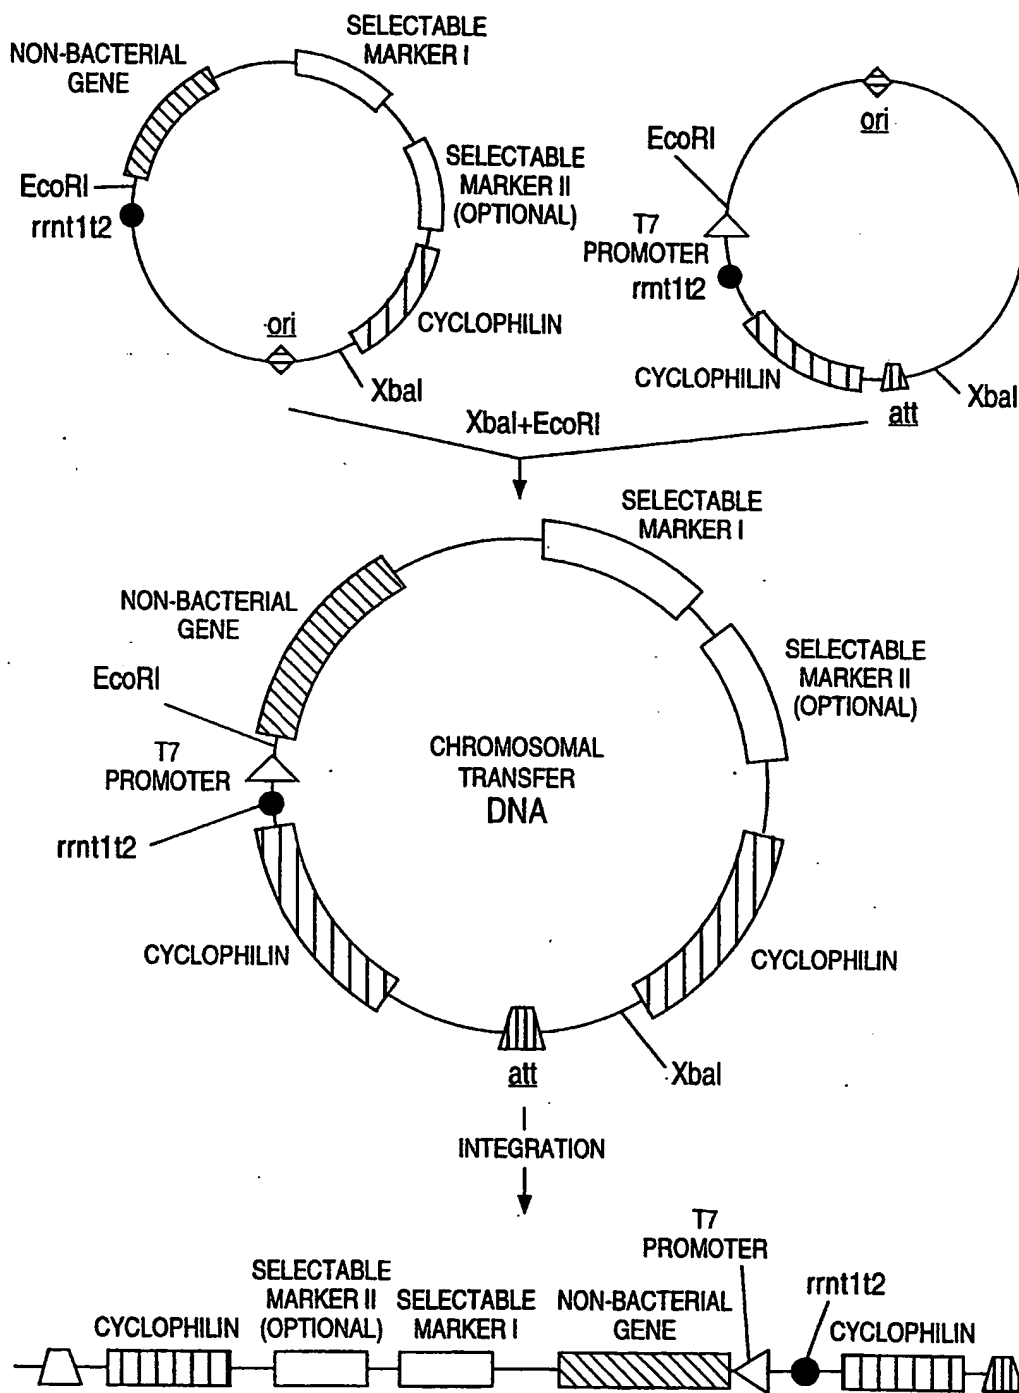 SELECTABLE
MARKER I
NON-BACTERIAL
GENE
EcoRI
rrnt1t2
SELECTABLE
MARKER II
(OPTIONAL)
CYCLOPHILIN
ori
XbaI
ori
EcoRI
T7
PROMOTER
rrnt1t2
CYCLOPHILIN
att
XbaI
XbaI+EcoRI
SELECTABLE
MARKER I
NON-BACTERIAL
GENE
SELECTABLE
MARKER II
(OPTIONAL)
EcoRI
T7
PROMOTER
rrnt1t2
CHROMOSOMAL
TRANSFER
DNA
CYCLOPHILIN
CYCLOPHILIN
att
XbaI
INTEGRATION
T7
PROMOTER
rrnt1t2
CYCLOPHILIN
SELECTABLE
MARKER II
(OPTIONAL)
SELECTABLE
MARKER I
NON-BACTERIAL
GENE
CYCLOPHILIN